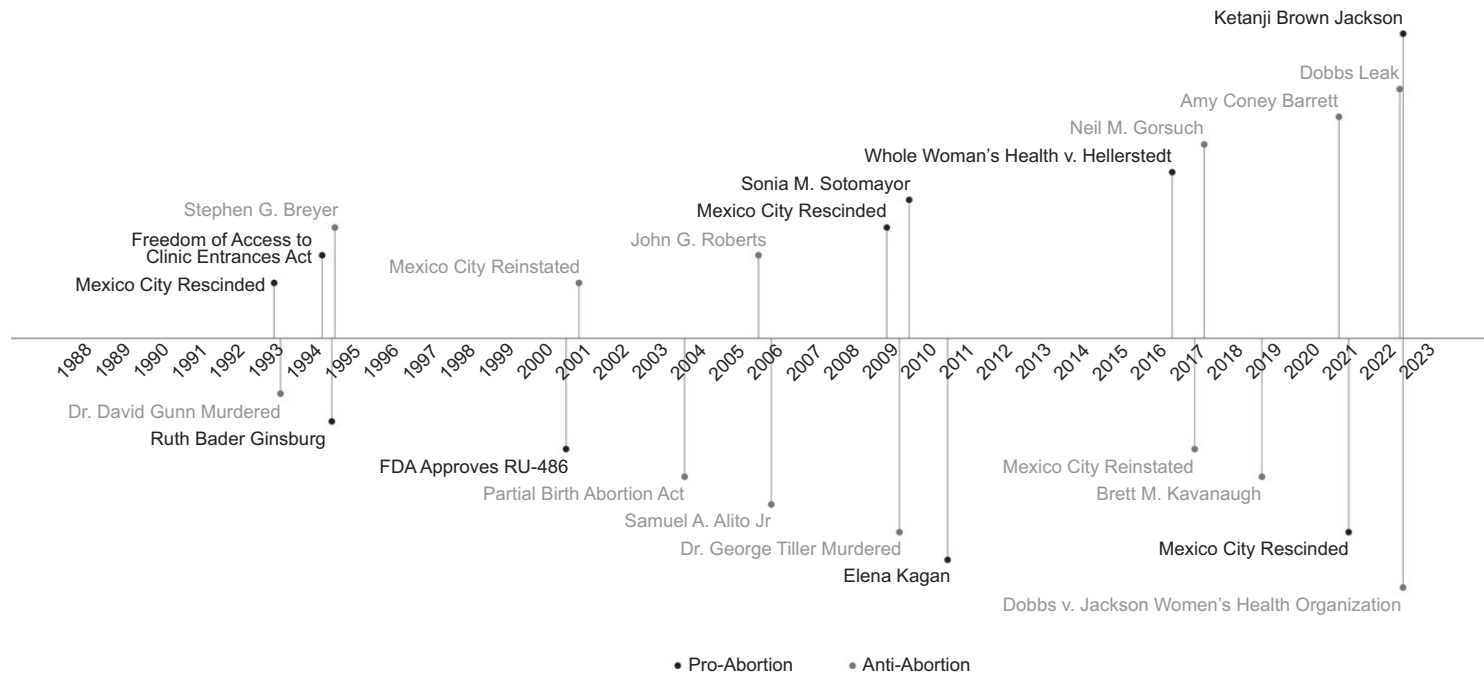 Ketanji Brown Jackson
Dobbs Leak
Amy Coney Barrett
Neil M. Gorsuch
Whole Woman’s Health v. Hellerstedt
Sonia M. Sotomayor
Mexico City Rescinded
Stephen G. Breyer
Freedom of Access to
Clinic Entrances Act
John G. Roberts
Mexico City Reinstated
Mexico City Rescinded
1988 1989 1990 1991 1992 1993 1994 1995 1996 1997 1998 1999 2000 2001 2002 2003 2004 2005 2006 2007 2008 2009 2010 2011 2012 2013 2014 2015 2016 2017 2018 2019 2020 2021 2022 2023
Dr. David Gunn Murdered
Ruth Bader Ginsburg
FDA Approves RU-486
Mexico City Reinstated
Partial Birth Abortion Act
Brett M. Kavanaugh
Samuel A. Alito Jr
Dr. George Tiller Murdered
Mexico City Rescinded
Elena Kagan
Dobbs v. Jackson Women’s Health Organization
Pro-Abortion
Anti-Abortion